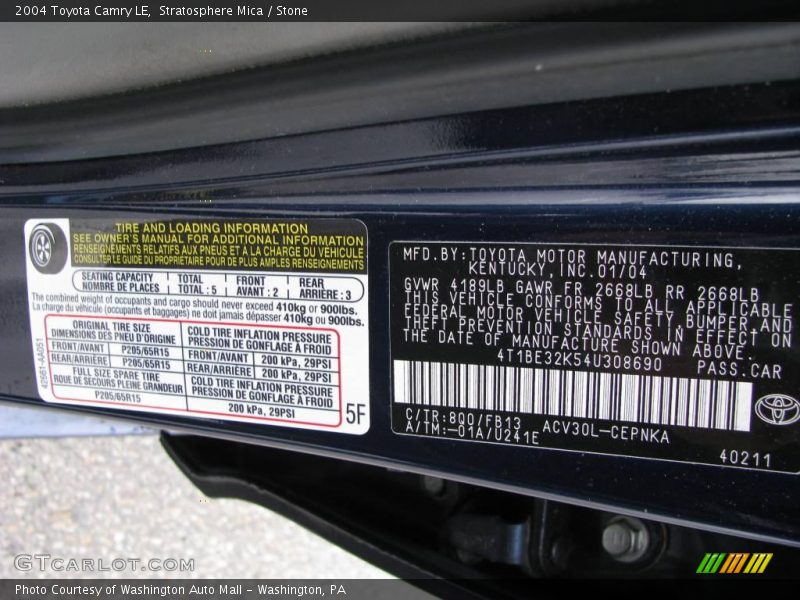 2004 Toyota Camry LE, Stratosphere Mica / Stone
TIRE AND LOADING INFORMATION
SEE OWNER'S MANUAL FOR ADDITIONAL INFORMATION
RENSEIGNEMENTS RELATIFS AUX PNEUS ET A LA CHARGE DU VÉHICULE
CONSULTER LE GUIDE DU PROPRIETAIRE POUR DE PLUS AMPLES RENSEIGNEMENTS
SEATING CAPACITY TOTAL FRONT REAR
NOMBRE DE PLACES TOTAL : 5 AVANT : 2 ARRIÈRE : 3
The combined weight of occupants and cargo should never exceed 410kg or 900lbs.
La charge du véhicule (occupants et bagages) ne doit jamais dépasser 410kg ou 900lbs.
ORIGINAL TIRE SIZE COLD TIRE INFLATION PRESSURE
DIMENSIONS DES PNEU D'ORIGINE PRESSION DE GONFLAGE À FROID
FRONT/AVANT P205/65R15 FRONT/AVANT 200 kPa, 29PSI
REAR/ARRIÈRE P205/65R15 REAR/ARRIÈRE 200 kPa, 29PSI
FULL SIZE SPARE TIRE COLD TIRE INFLATION PRESSURE
ROUE DE SECOURS PLEINE GRANDEUR PRESSION DE GONFLAGE À FROID
P205/65R15 200 kPa, 29PSI
42661-AA051
5F
MFD.BY:TOYOTA MOTOR MANUFACTURING,
KENTUCKY,INC.01/04
GVWR 4189LB GAWR FR 2668LB RR 2668LB
THIS VEHICLE CONFORMS TO ALL APPLICABLE
FEDERAL MOTOR VEHICLE SAFETY,BUMPER,AND
THEFT PREVENTION STANDARDS IN EFFECT ON
THE DATE OF MANUFACTURE SHOWN ABOVE.
4T1BE32K54U308690 PASS.CAR
C/TR:8Q0/FB13 ACV30L-CEPNKA
A/TM:-01A/U241E
40211
GTCARLOT.COM
Photo Courtesy of Washington Auto Mall - Washington, PA